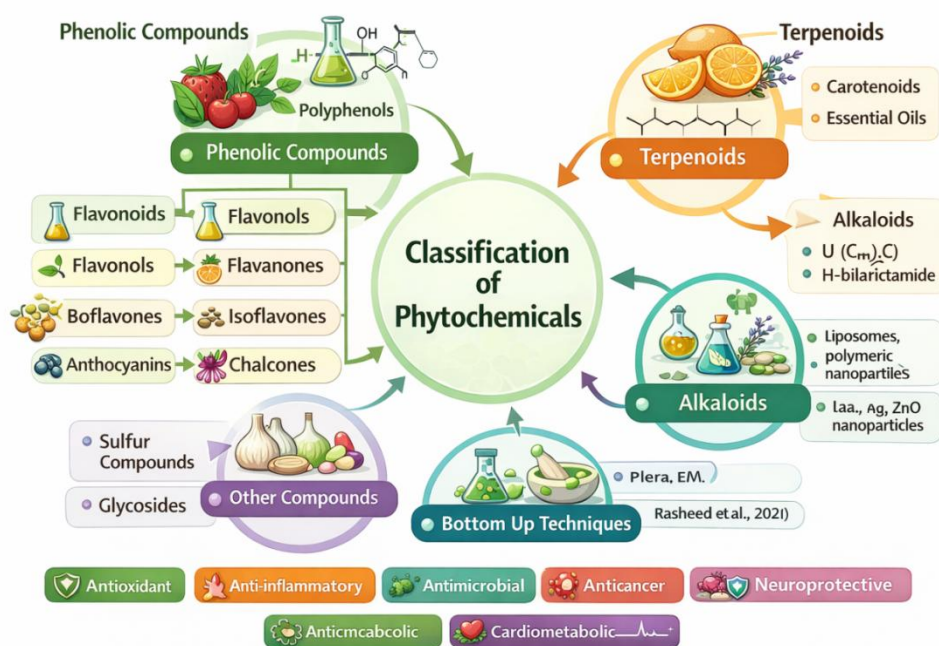 Phenolic Compounds
H
OH
Polyphenols
Phenolic Compounds
Terpenoids
Carotenoids
Essential Oils
Terpenoids
Flavonoids
Flavonols
Flavonols
Flavanones
Boflavones
Isoflavones
Anthocyanins
Chalcones
Classification
of
Phytochemicals
Alkaloids
H-bilarictamide
Liposomes,
polymeric
nanopartiles
Ag, ZnO
nanoparticles
Alkaloids
Sulfur
Compounds
Glycosides
Other Compounds
Plera, EM.
Rasheed et al., 2021)
Bottom Up Techniques
Antioxidant
Anti-inflammatory
Antimicrobial
Anticancer
Neuroprotective
Anticmcabcolic
Cardiometabolic